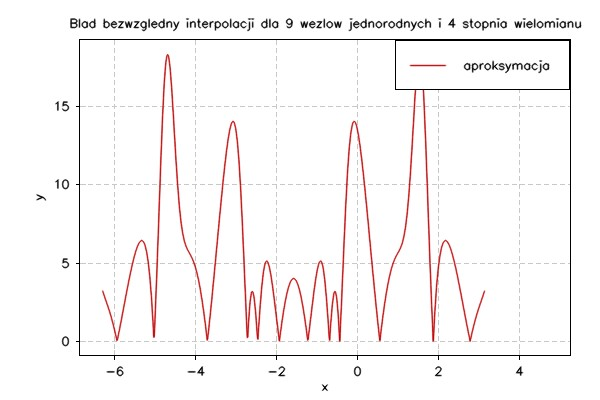 Blad bezwzgledny interpolacji dla 9 wezlow jednorodnych i 4 stopnia wielomianu
aproksymacja
15
10
y
5
0
−6 −4 −2 0 2 4
x